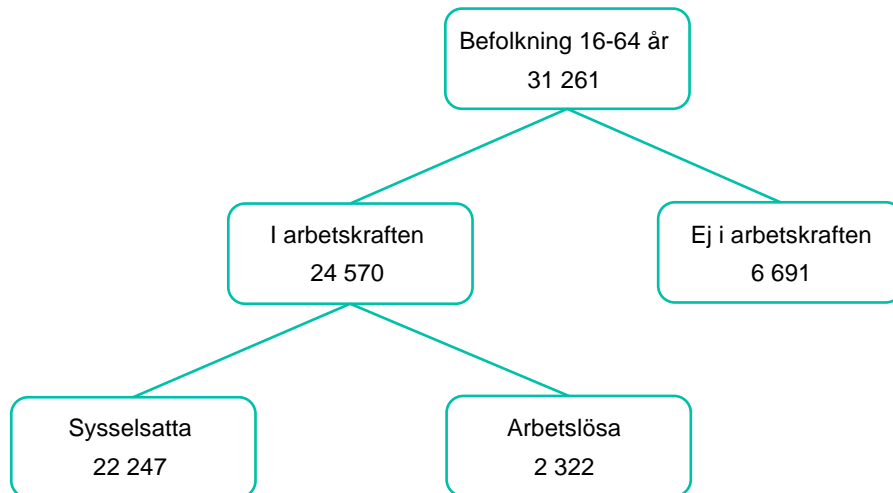 Befolkning 16-64 år
31 261
I arbetskraften
24 570
Ej i arbetskraften
6 691
Sysselsatta
22 247
Arbetslösa
2 322